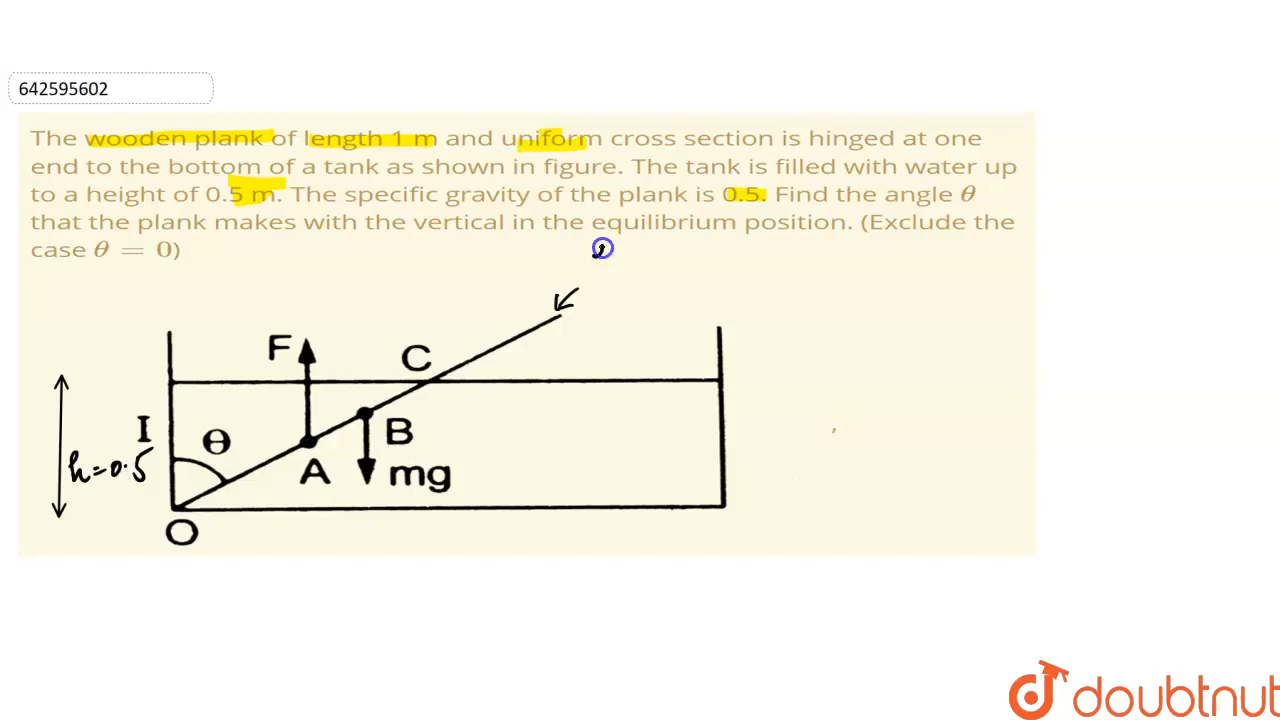 642595602
The wooden plank of length 1 m and uniform cross section is hinged at one
end to the bottom of a tank as shown in figure. The tank is filled with water up
to a height of 0.5 m. The specific gravity of the plank is 0.5. Find the angle θ
that the plank makes with the vertical in the equilibrium position. (Exclude the
case θ = 0)
F
C
I
θ
B
h=0.5
A
mg
O
doubtnut